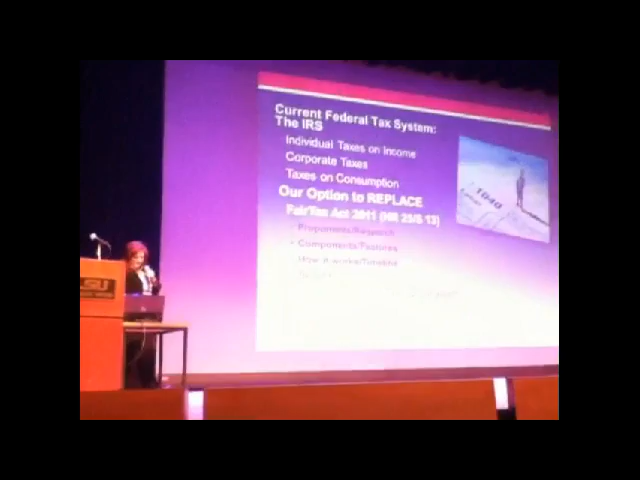 Current Federal Tax System:
The IRS
Individual Taxes on Income
Corporate Taxes
Taxes on Consumption
Our Option to REPLACE
FairTax Act 2011 (HR 25/S 13)
Proponents/Research
• Components/Features
How it works/Timeline
1040